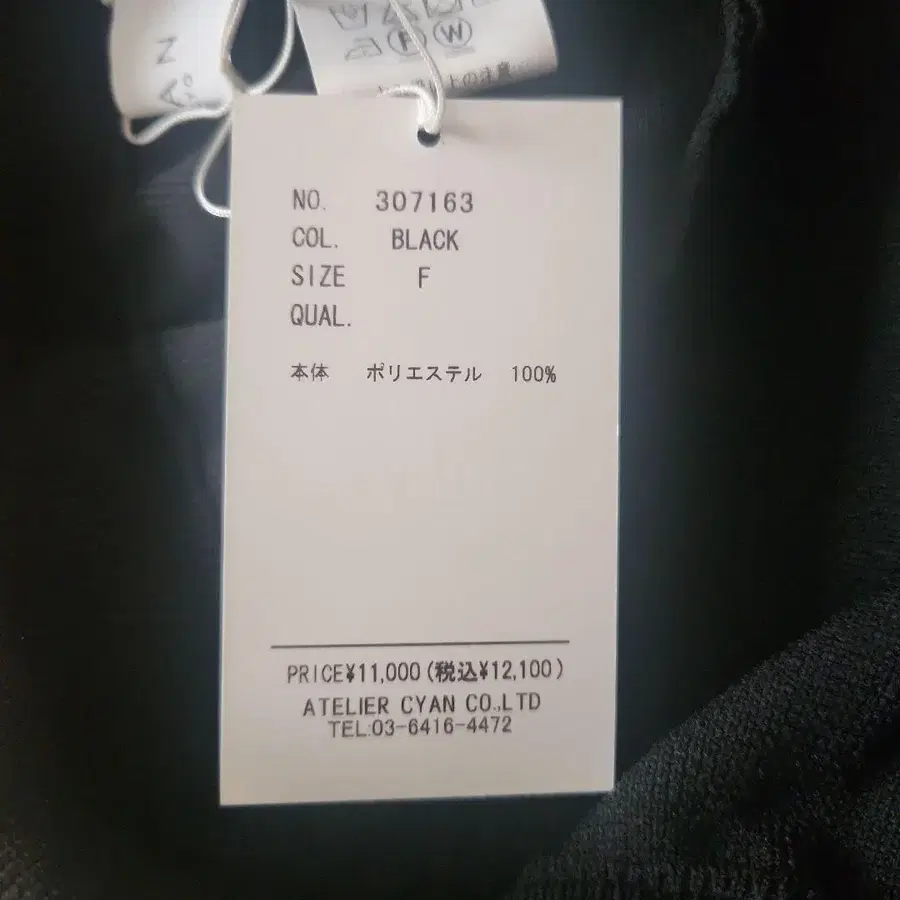 F
W
NO. 307163
COL. BLACK
SIZE F
QUAL.
本体 ポリエステル 100%
PRICE¥11,000(税込¥12,100)
ATELIER CYAN CO.,LTD
TEL:03-6416-4472